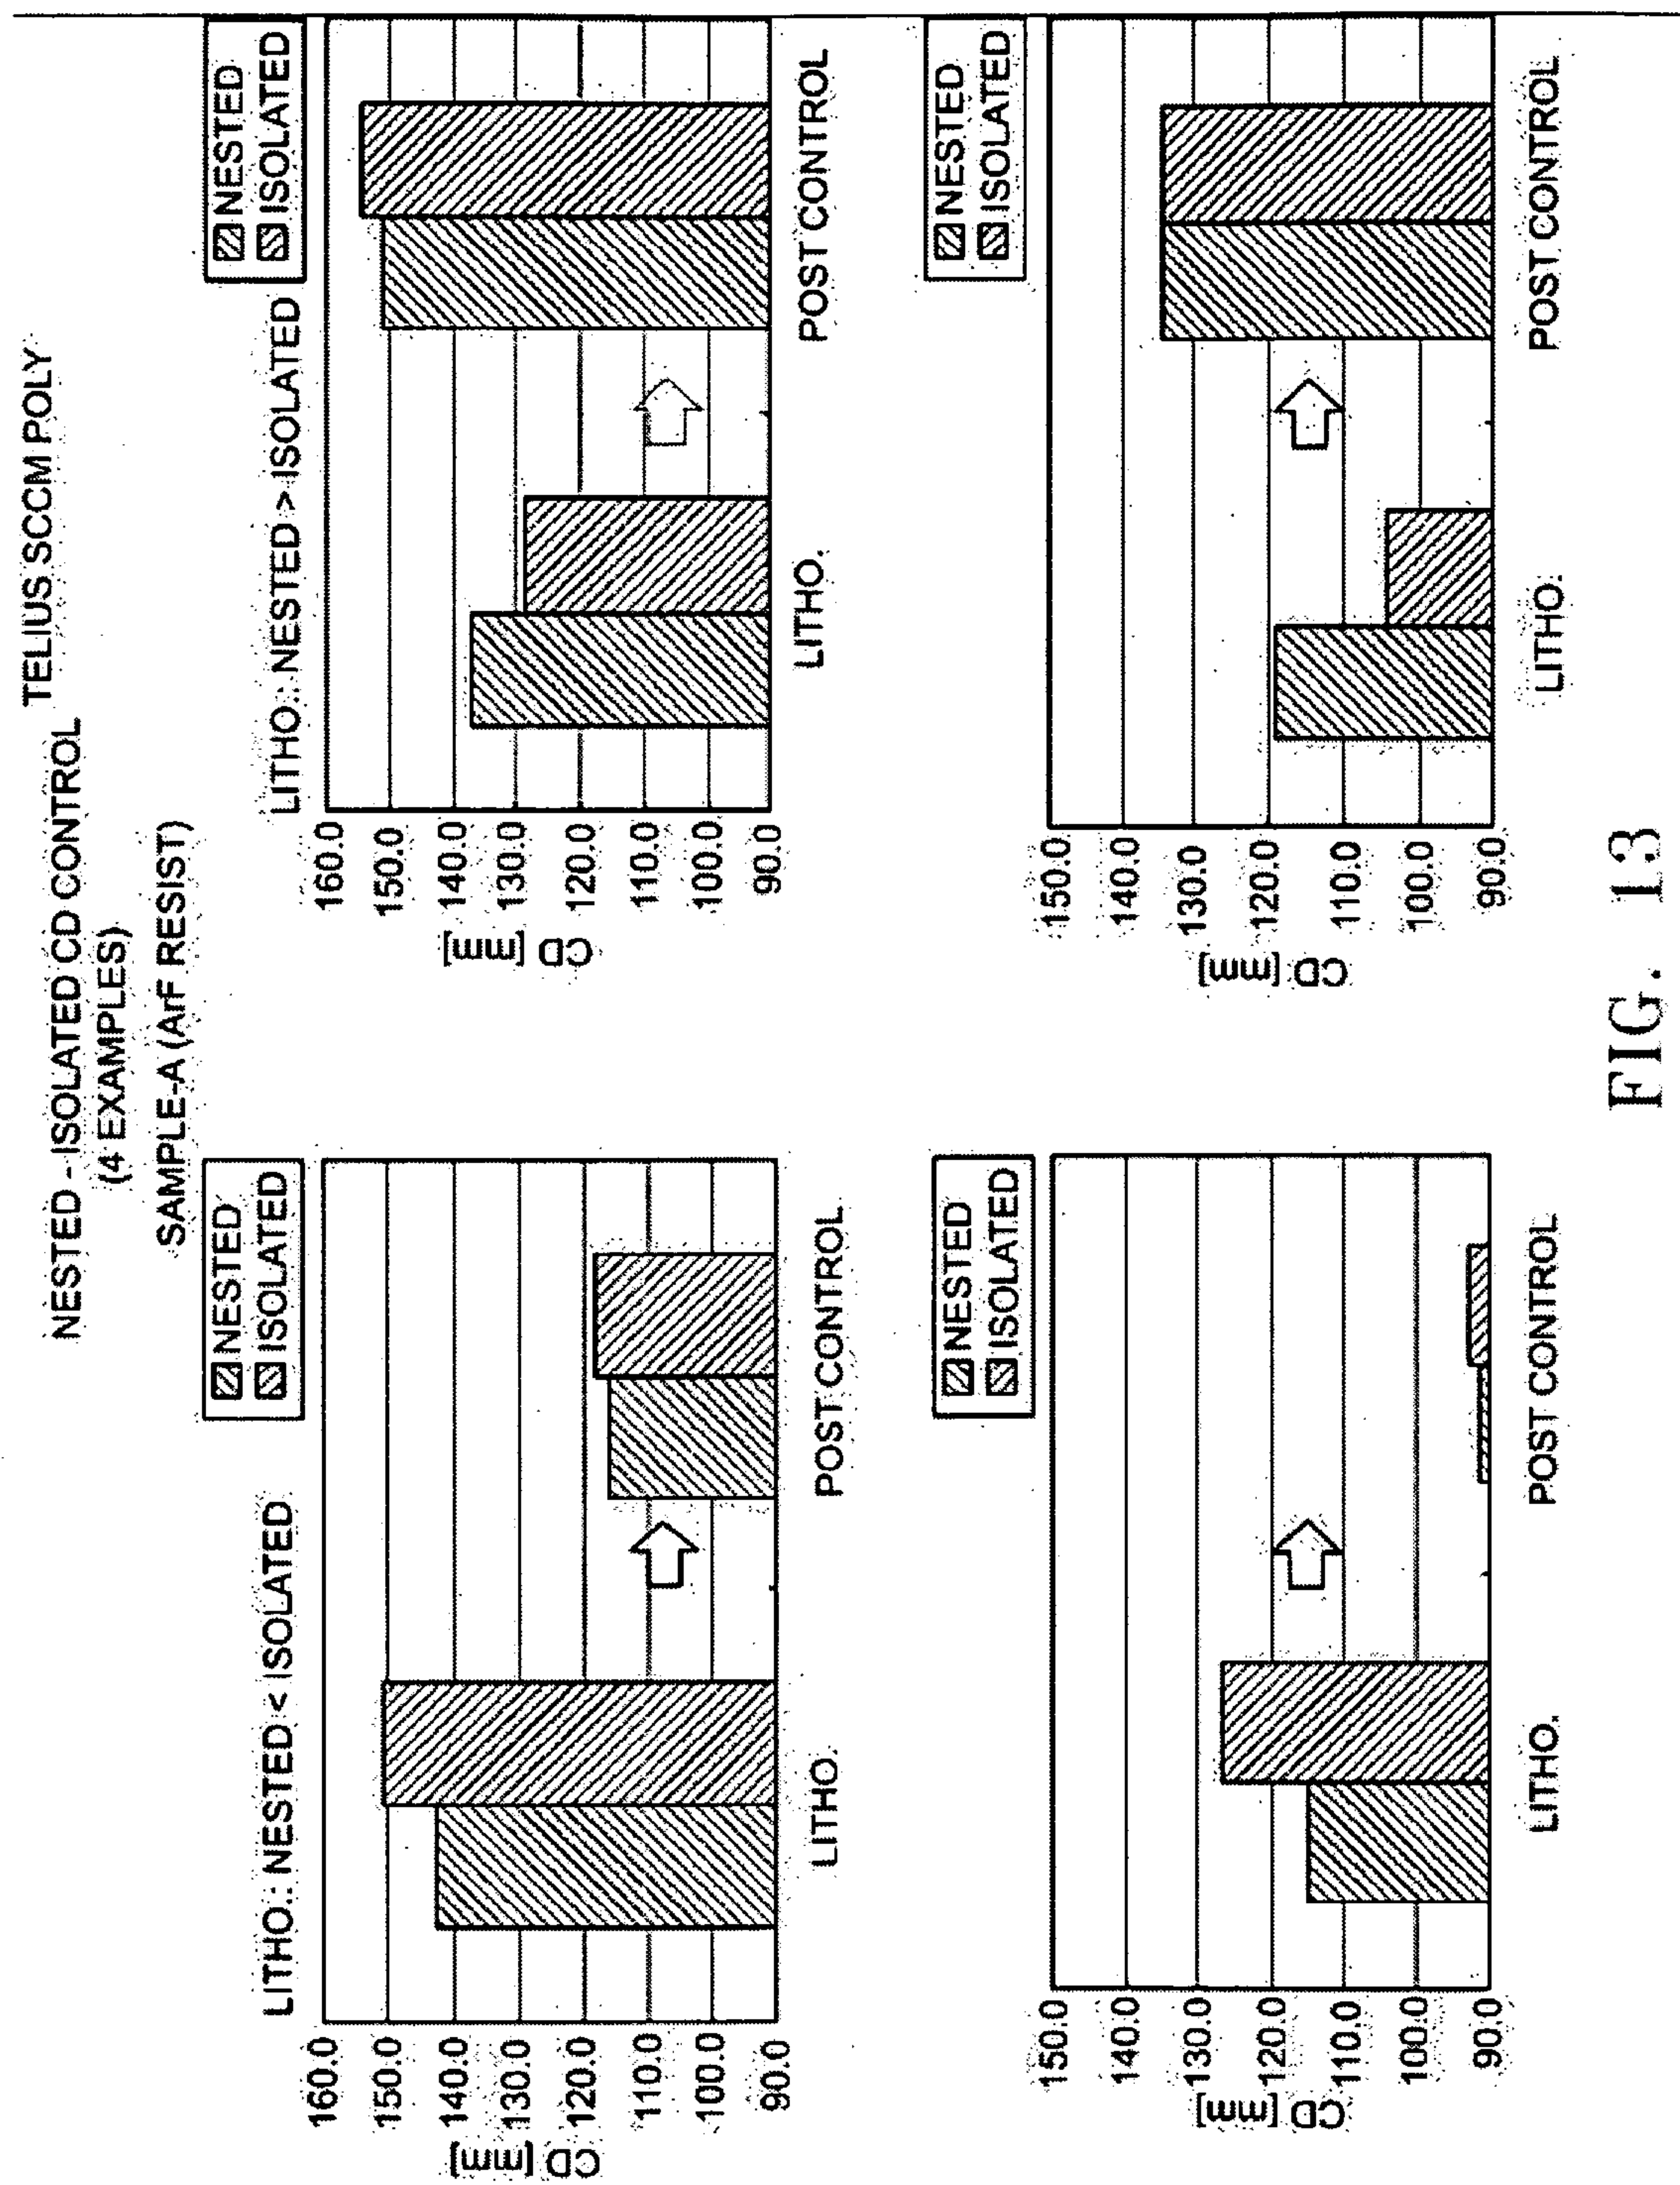 NESTED - ISOLATED CD CONTROL TELIUS SCCM POLY
(4 EXAMPLES)
SAMPLE-A (ArF RESIST)
LITHO.: NESTED < ISOLATED
NESTED
ISOLATED
CD [mm]
160.0
150.0
140.0
130.0
120.0
110.0
100.0
90.0
LITHO.
POST CONTROL
LITHO.: NESTED > ISOLATED
NESTED
ISOLATED
CD [mm]
160.0
150.0
140.0
130.0
120.0
110.0
100.0
90.0
LITHO.
POST CONTROL
NESTED
ISOLATED
CD [mm]
150.0
140.0
130.0
120.0
110.0
100.0
90.0
LITHO.
POST CONTROL
NESTED
ISOLATED
CD [mm]
150.0
140.0
130.0
120.0
110.0
100.0
90.0
LITHO.
POST CONTROL
FIG. 13